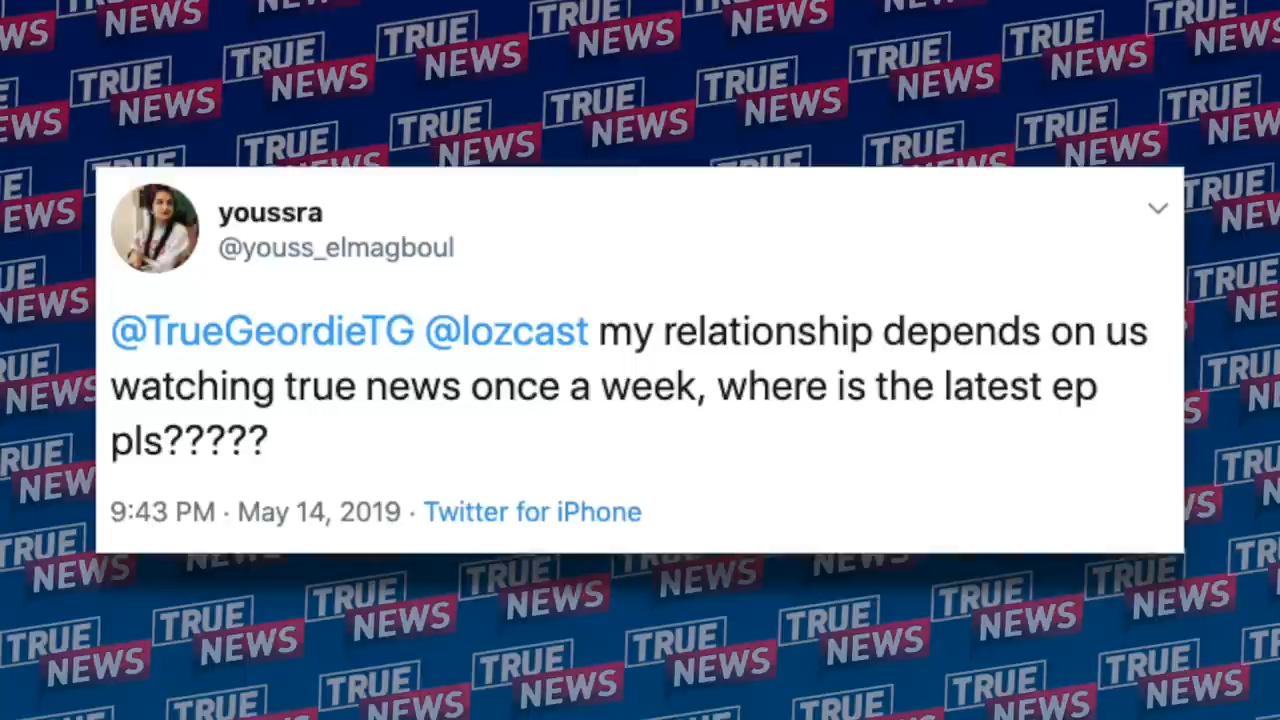 youssra
@youss_elmagboul
@TrueGeordieTG @lozcast my relationship depends on us
watching true news once a week, where is the latest ep
pls?????
9:43 PM · May 14, 2019 · Twitter for iPhone
TRUE
NEWS